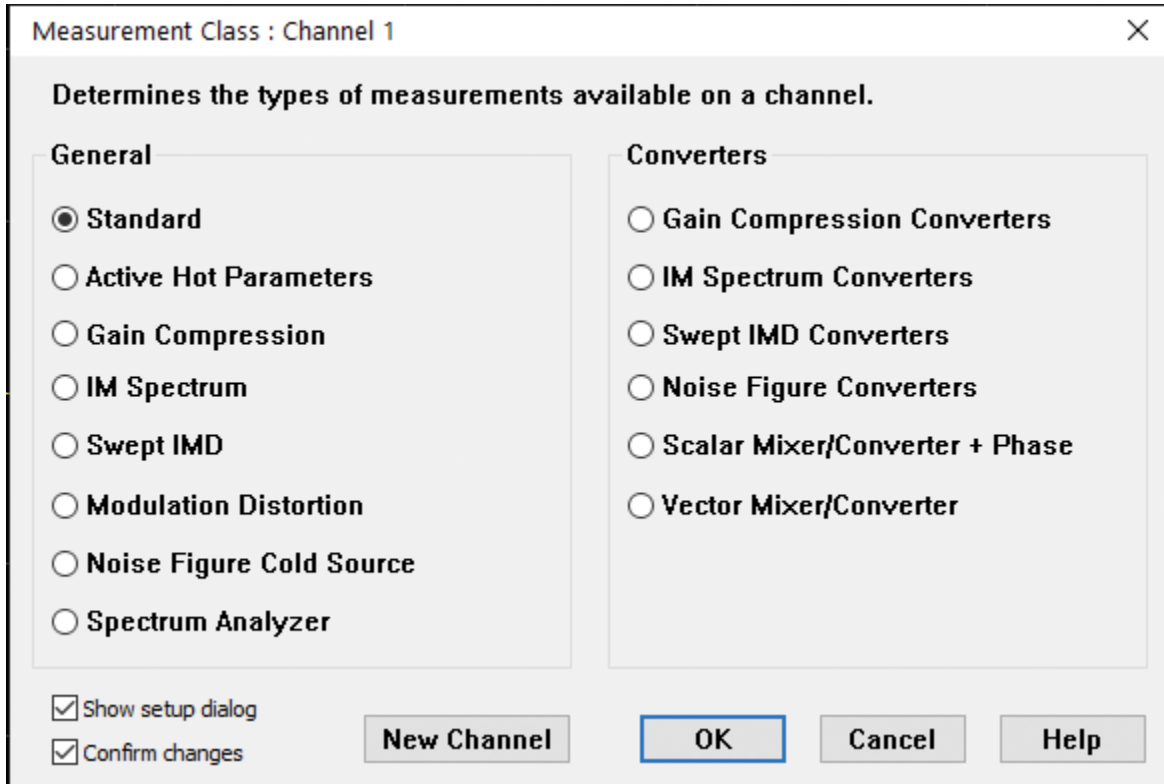 Measurement Class : Channel 1
Determines the types of measurements available on a channel.
General
Standard
Active Hot Parameters
Gain Compression
IM Spectrum
Swept IMD
Modulation Distortion
Noise Figure Cold Source
Spectrum Analyzer
Converters
Gain Compression Converters
IM Spectrum Converters
Swept IMD Converters
Noise Figure Converters
Scalar Mixer/Converter + Phase
Vector Mixer/Converter
Show setup dialog
Confirm changes
New Channel
OK
Cancel
Help